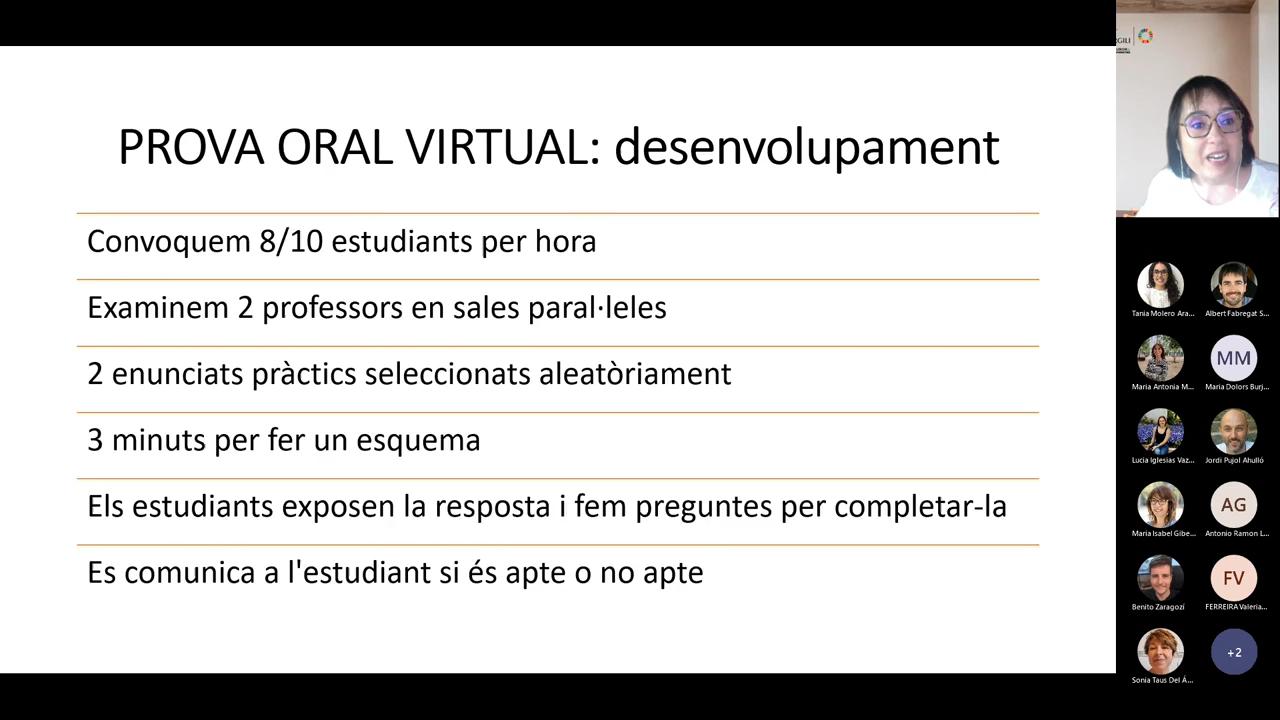 PROVA ORAL VIRTUAL: desenvolupament
Convoquem 8/10 estudiants per hora
Examinem 2 professors en sales paral·leles
2 enunciats pràctics seleccionats aleatòriament
3 minuts per fer un esquema
Els estudiants exposen la resposta i fem preguntes per completar-la
Es comunica a l'estudiant si és apte o no apte
Tania Molero Ara...
Albert Fabregat S...
Maria Antonia M...
MM
Maria Dolors Burj...
Lucia Iglesias Vaz...
Jordi Pujol Ahulló
Maria Isabel Gibe...
AG
Antonio Ramon L...
Benito Zaragozí
FV
FERREIRA Valeria...
Sonia Taus Del Á...
+2